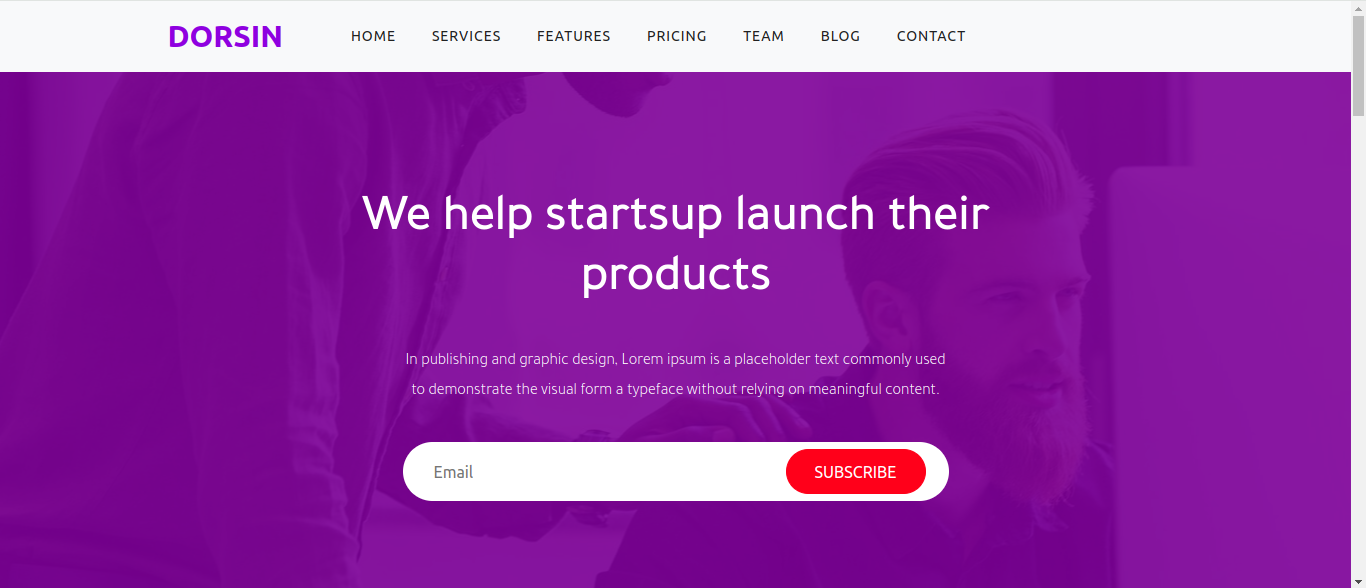 DORSIN
HOME SERVICES FEATURES PRICING TEAM BLOG CONTACT
We help startsup launch their
products
In publishing and graphic design, Lorem ipsum is a placeholder text commonly used
to demonstrate the visual form a typeface without relying on meaningful content.
Email
SUBSCRIBE